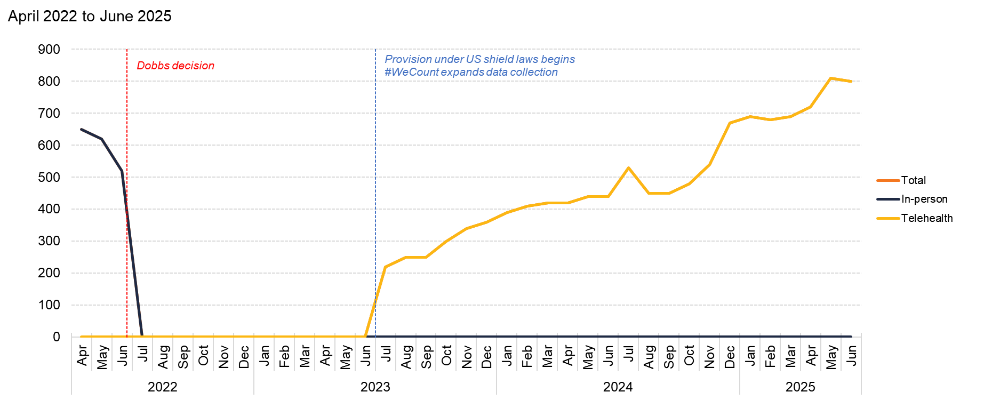 April 2022 to June 2025
900
800
700
600
500
400
300
200
100
0
Dobbs decision
Provision under US shield laws begins
#WeCount expands data collection
Total
In-person
Telehealth
Apr May Jun Jul Aug Sep Oct Nov Dec Jan Feb Mar Apr May Jun Jul Aug Sep Oct Nov Dec Jan Feb Mar Apr May Jun Jul Aug Sep Oct Nov Dec Jan Feb Mar Apr May Jun
2022 2023 2024 2025